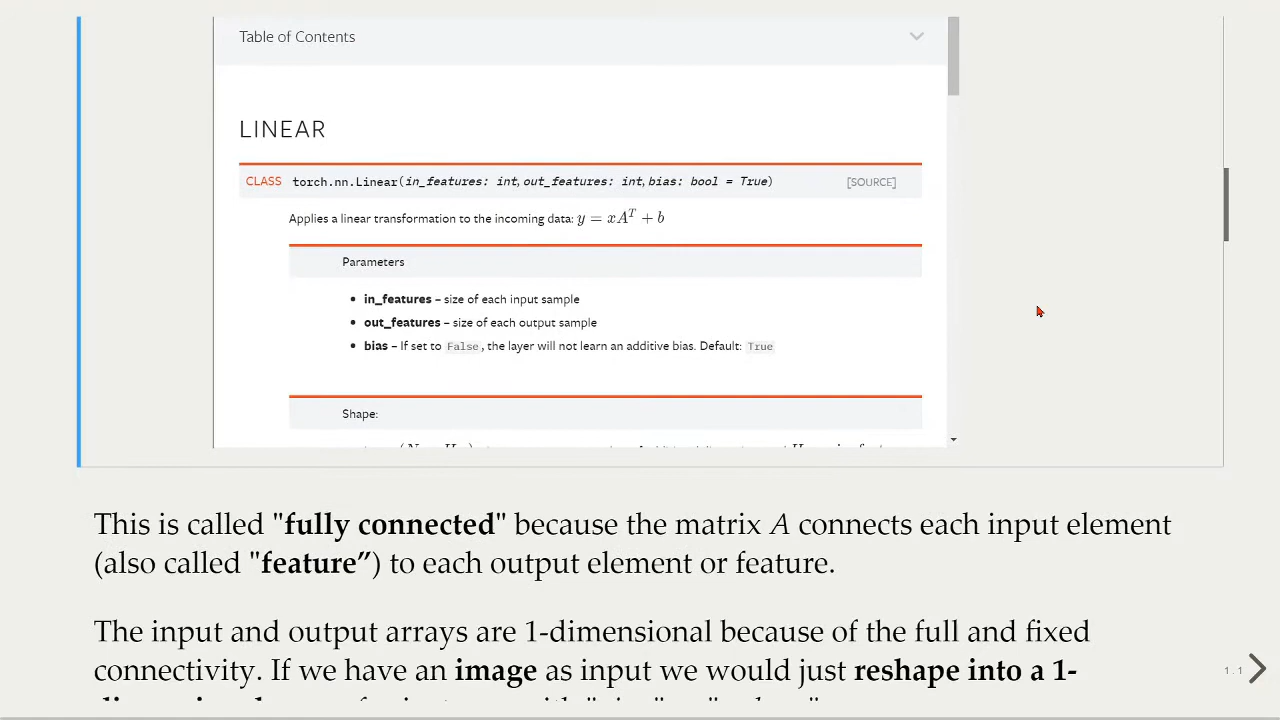 Table of Contents
LINEAR
CLASS torch.nn.Linear(in_features: int, out_features: int, bias: bool = True) [SOURCE]
Applies a linear transformation to the incoming data: y = xA^T + b
Parameters
• in_features – size of each input sample
• out_features – size of each output sample
• bias – If set to False, the layer will not learn an additive bias. Default: True
Shape:
This is called "fully connected" because the matrix A connects each input element
(also called "feature”) to each output element or feature.
The input and output arrays are 1-dimensional because of the full and fixed
connectivity. If we have an image as input we would just reshape into a 1-
1.1